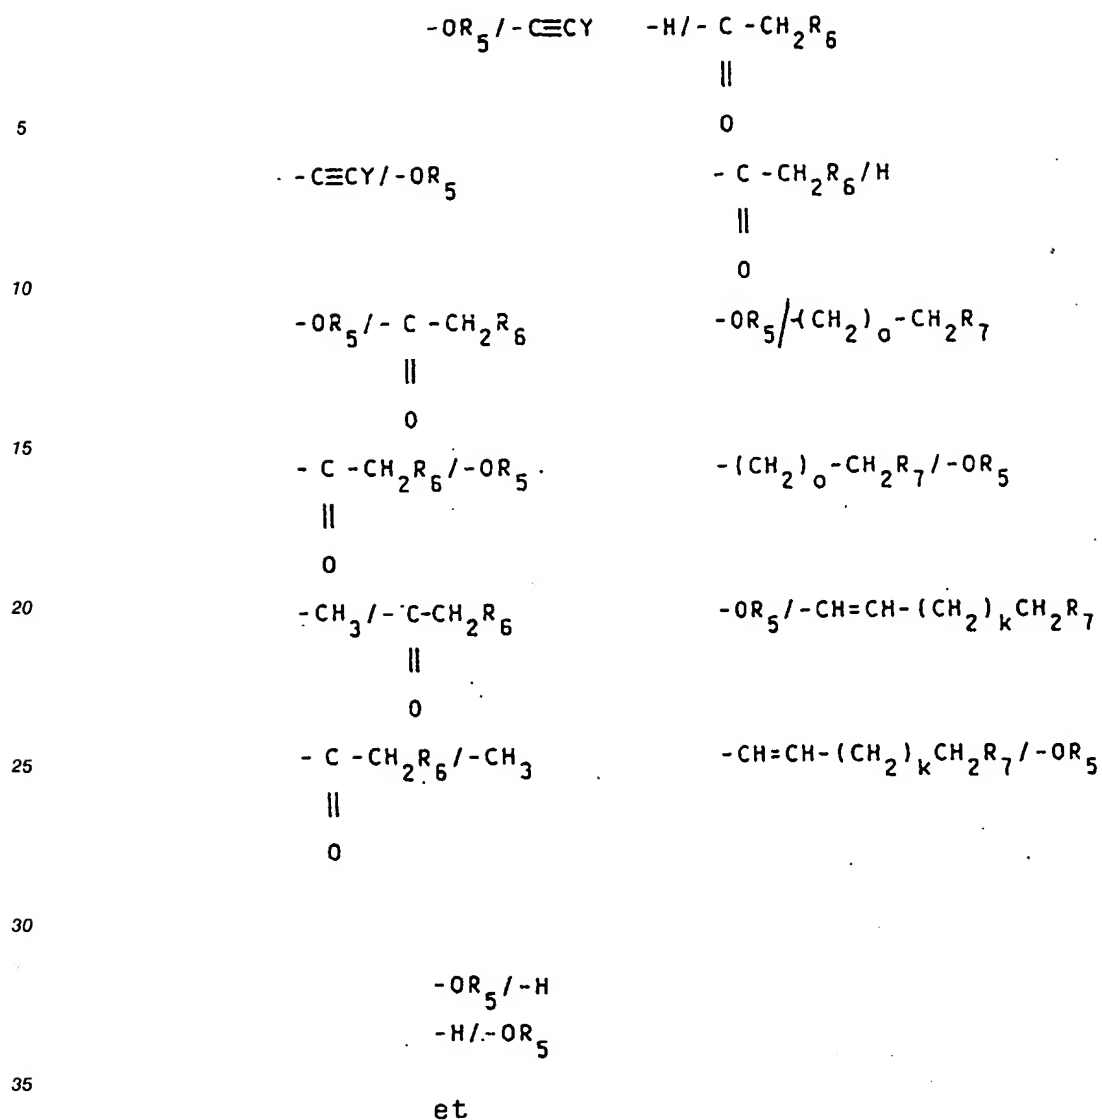 -OR5/-C≡CY -H/- C -CH2R6
||
5 O
-C≡CY/-OR5 - C -CH2R6/H
||
O
10
-OR5/- C -CH2R6 -OR5/-(CH2)o-CH2R7
||
O
15
- C -CH2R6/-OR5 -(CH2)o-CH2R7/-OR5
||
O
20 -CH3/- C-CH2R6 -OR5/-CH=CH-(CH2)kCH2R7
||
O
25 - C -CH2R6/-CH3 -CH=CH-(CH2)kCH2R7/-OR5
||
O
30
-OR5/-H
-H/-OR5
35
et